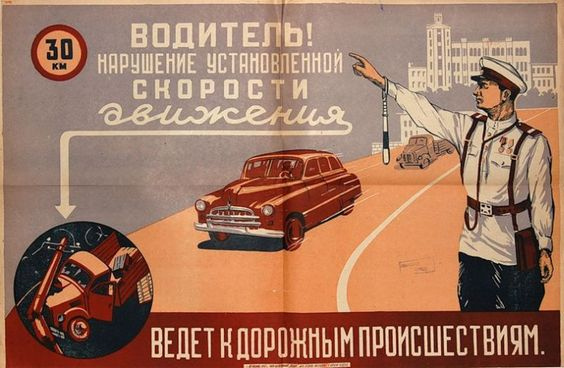 30
КМ
ВОДИТЕЛЬ!
НАРУШЕНИЕ УСТАНОВЛЕННОЙ
СКОРОСТИ
движения
ВЕДЕТ К ДОРОЖНЫМ ПРОИСШЕСТВИЯМ.